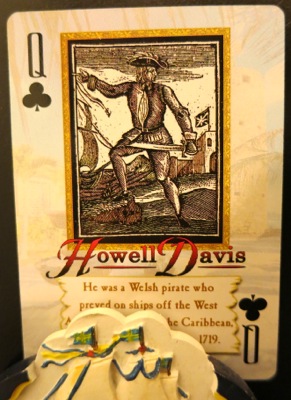 Q
Howell Davis
He was a Welsh pirate who
preyed on ships off the West
the Caribbean,
1719.
Q